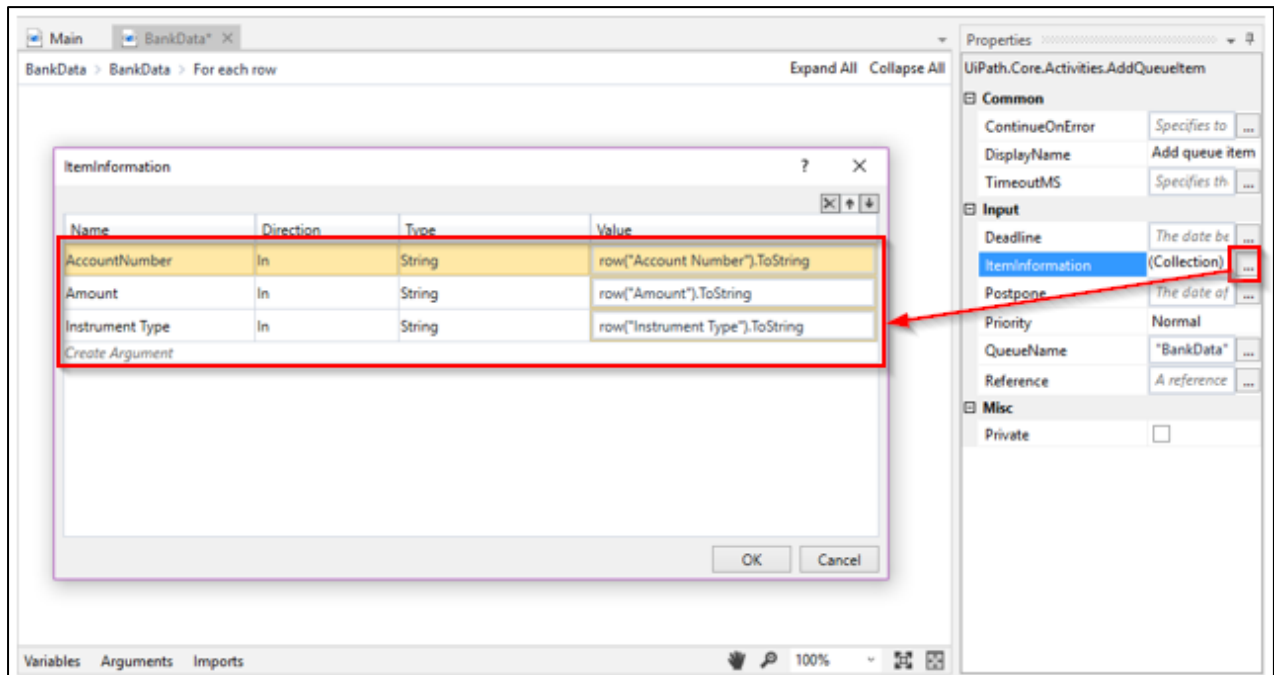 Main BankData* ×
BankData > BankData > For each row Expand All Collapse All
ItemInformation ? ×
Name Direction Type Value
AccountNumber In String row("Account Number").ToString
Amount In String row("Amount").ToString
Instrument Type In String row("Instrument Type").ToString
Create Argument
OK Cancel
Variables Arguments Imports 100%
Properties
UiPath.Core.Activities.AddQueueItem
Common
ContinueOnError Specifies to ...
DisplayName Add queue item
TimeoutMS Specifies th ...
Input
Deadline The date be ...
ItemInformation (Collection) ...
Postpone The date af ...
Priority Normal
QueueName "BankData" ...
Reference A reference ...
Misc
Private